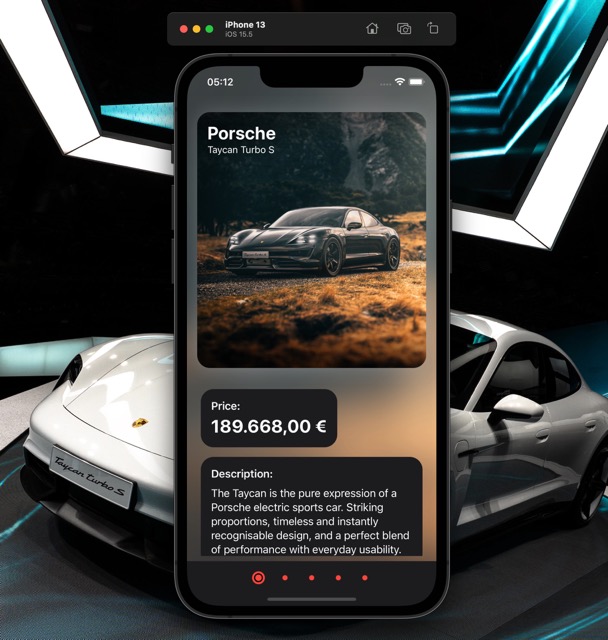 iPhone 13
iOS 15.5
05:12
Porsche
Taycan Turbo S
Price:
189.668,00 €
Description:
The Taycan is the pure expression of a
Porsche electric sports car. Striking
proportions, timeless and instantly
recognisable design, and a perfect blend
of performance with everyday usability.
Taycan turbo S